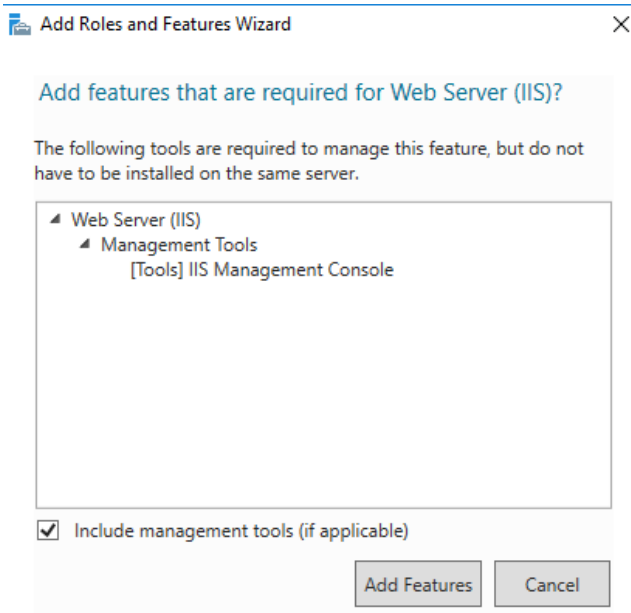 Add Roles and Features Wizard
Add features that are required for Web Server (IIS)?
The following tools are required to manage this feature, but do not
have to be installed on the same server.
Web Server (IIS)
Management Tools
[Tools] IIS Management Console
Include management tools (if applicable)
Add Features Cancel